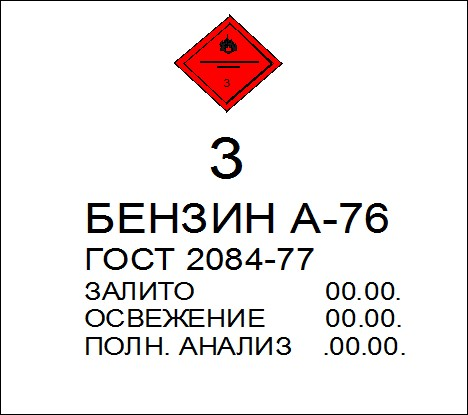 3
3
БЕНЗИН А-76
ГОСТ 2084-77
ЗАЛИТО 00.00.
ОСВЕЖЕНИЕ 00.00.
ПОЛН. АНАЛИЗ .00.00.